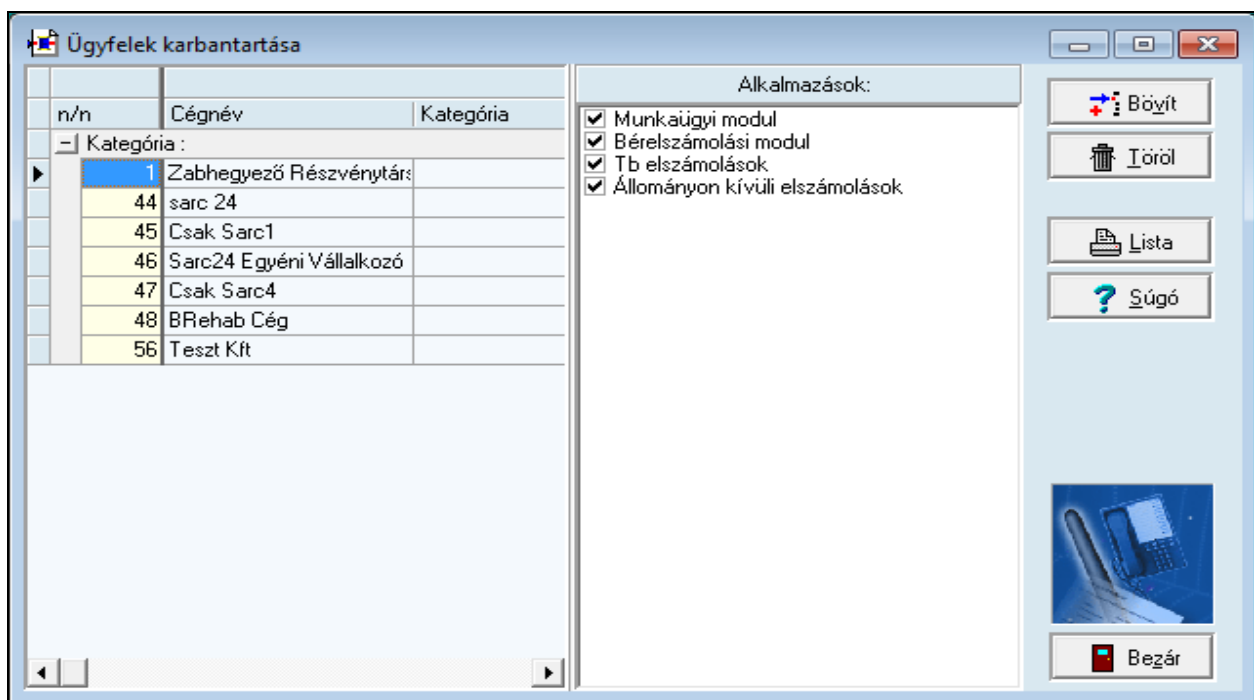 Ügyfelek karbantartása
n/n Cégnév Kategória
Kategória :
1 Zabhegyező Részvénytárs
44 sarc 24
45 Csak Sarc1
46 Sarc24 Egyéni Vállalkozó
47 Csak Sarc4
48 BRehab Cég
56 Teszt Kft
Alkalmazások:
Munkaügyi modul
Bérelszámolási modul
Tb elszámolások
Állományon kívüli elszámolások
Bövít
Töröl
Lista
Súgó
Bezár